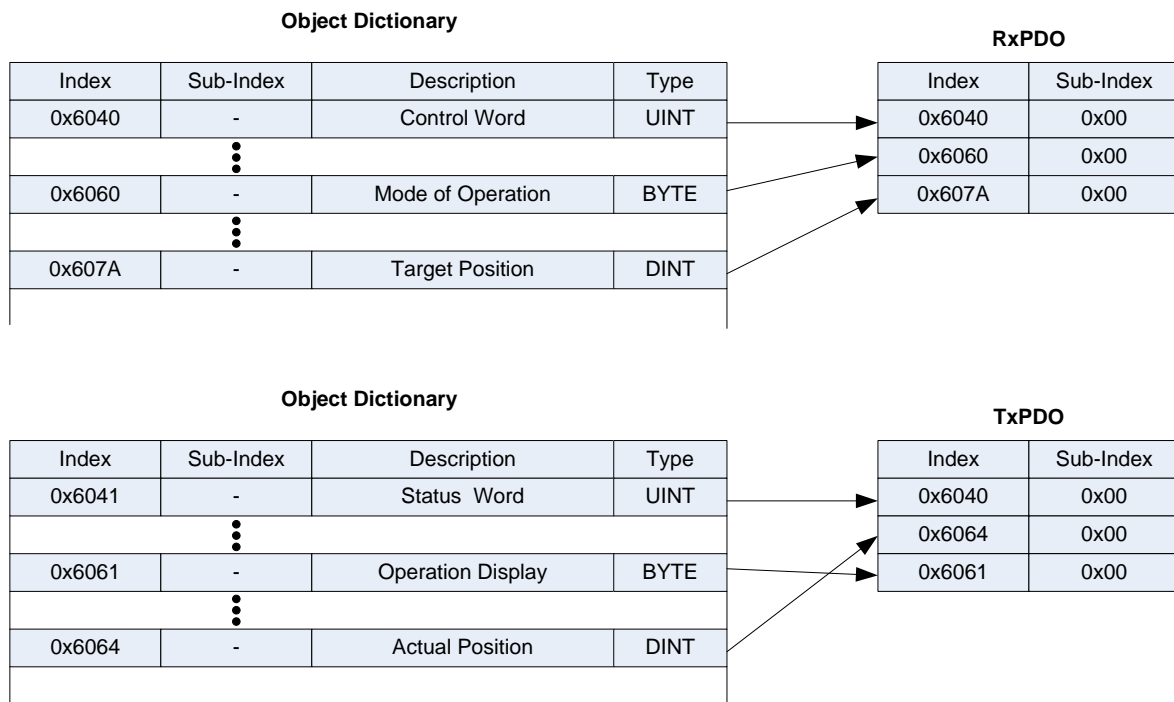 Object Dictionary
RxPDO
Index Sub-Index Description Type
0x6040 - Control Word UINT
0x6060 - Mode of Operation BYTE
0x607A - Target Position DINT
Index Sub-Index
0x6040 0x00
0x6060 0x00
0x607A 0x00
Object Dictionary
TxPDO
Index Sub-Index Description Type
0x6041 - Status Word UINT
0x6061 - Operation Display BYTE
0x6064 - Actual Position DINT
Index Sub-Index
0x6040 0x00
0x6064 0x00
0x6061 0x00